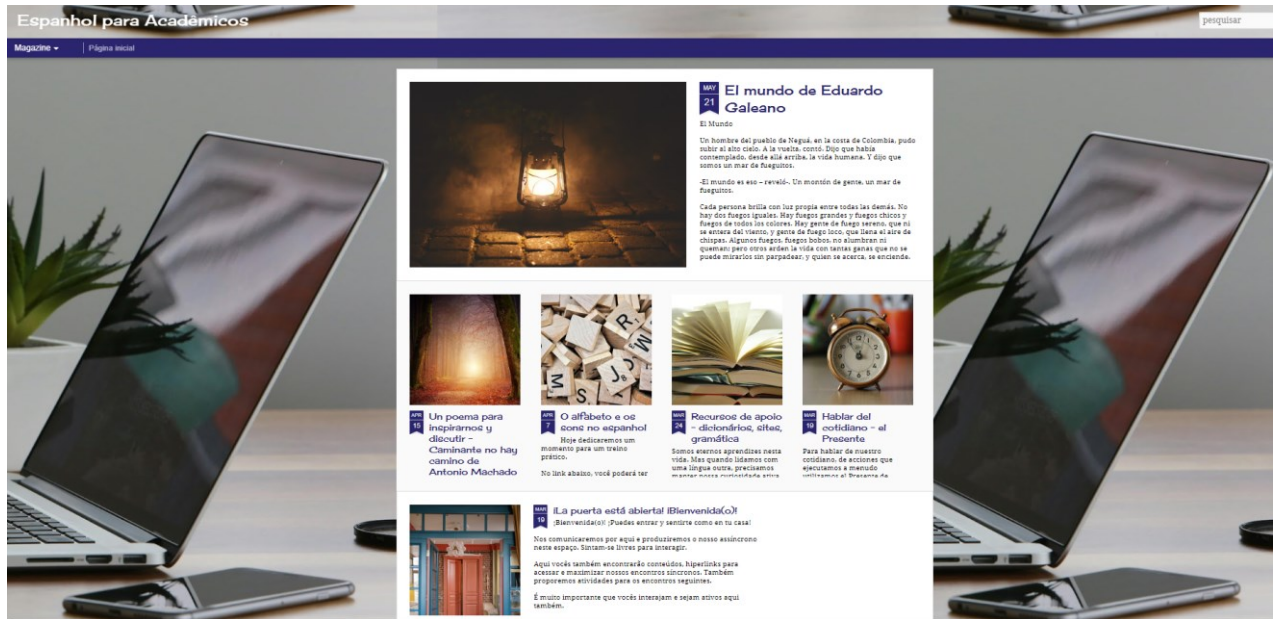 Espanhol para Acadêmicos
pesquisar
Magazine
Página inicial
MAY
21
El mundo de Eduardo
Galeano
El Mundo
Un hombre del pueblo de Neguá, en la costa de Colombia, pudo
subir al alto cielo. A la vuelta, contó. Dijo que había
contemplado, desde allá arriba, la vida humana. Y dijo que
somos un mar de fueguitos.
-El mundo es eso – reveló-. Un montón de gente, un mar de
fueguitos.
Cada persona brilla con luz propia entre todas las demás. No
hay dos fuegos iguales. Hay fuegos grandes y fuegos chicos y
fuegos de todos los colores. Hay gente de fuego sereno, que ni
se entera del viento, y gente de fuego loco, que llena el aire de
chispas. Algunos fuegos, fuegos bobos, no alumbran ni
queman; pero otros arden la vida con tantas ganas que no se
puede mirarlos sin parpadear, y quien se acerca, se enciende.
APR
15
Un poema para
inspirarnos y
discutir -
Caminante no hay
camino de
Antonio Machado
APR
7
O alfabeto e os
sons no espanhol
Hoje dedicaremos um
momento para um treino
prático.
No link abaixo, você poderá ter
MAR
24
Recursos de apoio
- dicionários, sites,
gramática
Somos eternos aprendizes nesta
vida. Mas quando lidamos com
uma língua outra, precisamos
manter nossa curiosidade ativa
MAR
19
Hablar del
cotidiano - el
Presente
Para hablar de nuestro
cotidiano, de acciones que
ejecutamos a menudo
utilizamos el Presente de
MAR
19
¡La puerta está abierta! ¡Bienvenida(o)!
¡Bienvenida(o)! ¡Puedes entrar y sentirte como en tu casa!
Nos comunicaremos por aqui e produziremos o nosso assíncrono
neste espaço. Sintam-se livres para interagir.
Aqui vocês também encontrarão conteúdos, hiperlinks para
acessar e maximizar nossos encontros síncronos. Também
proporemos atividades para os encontros seguintes.
É muito importante que vocês interajam e sejam ativos aqui
também.